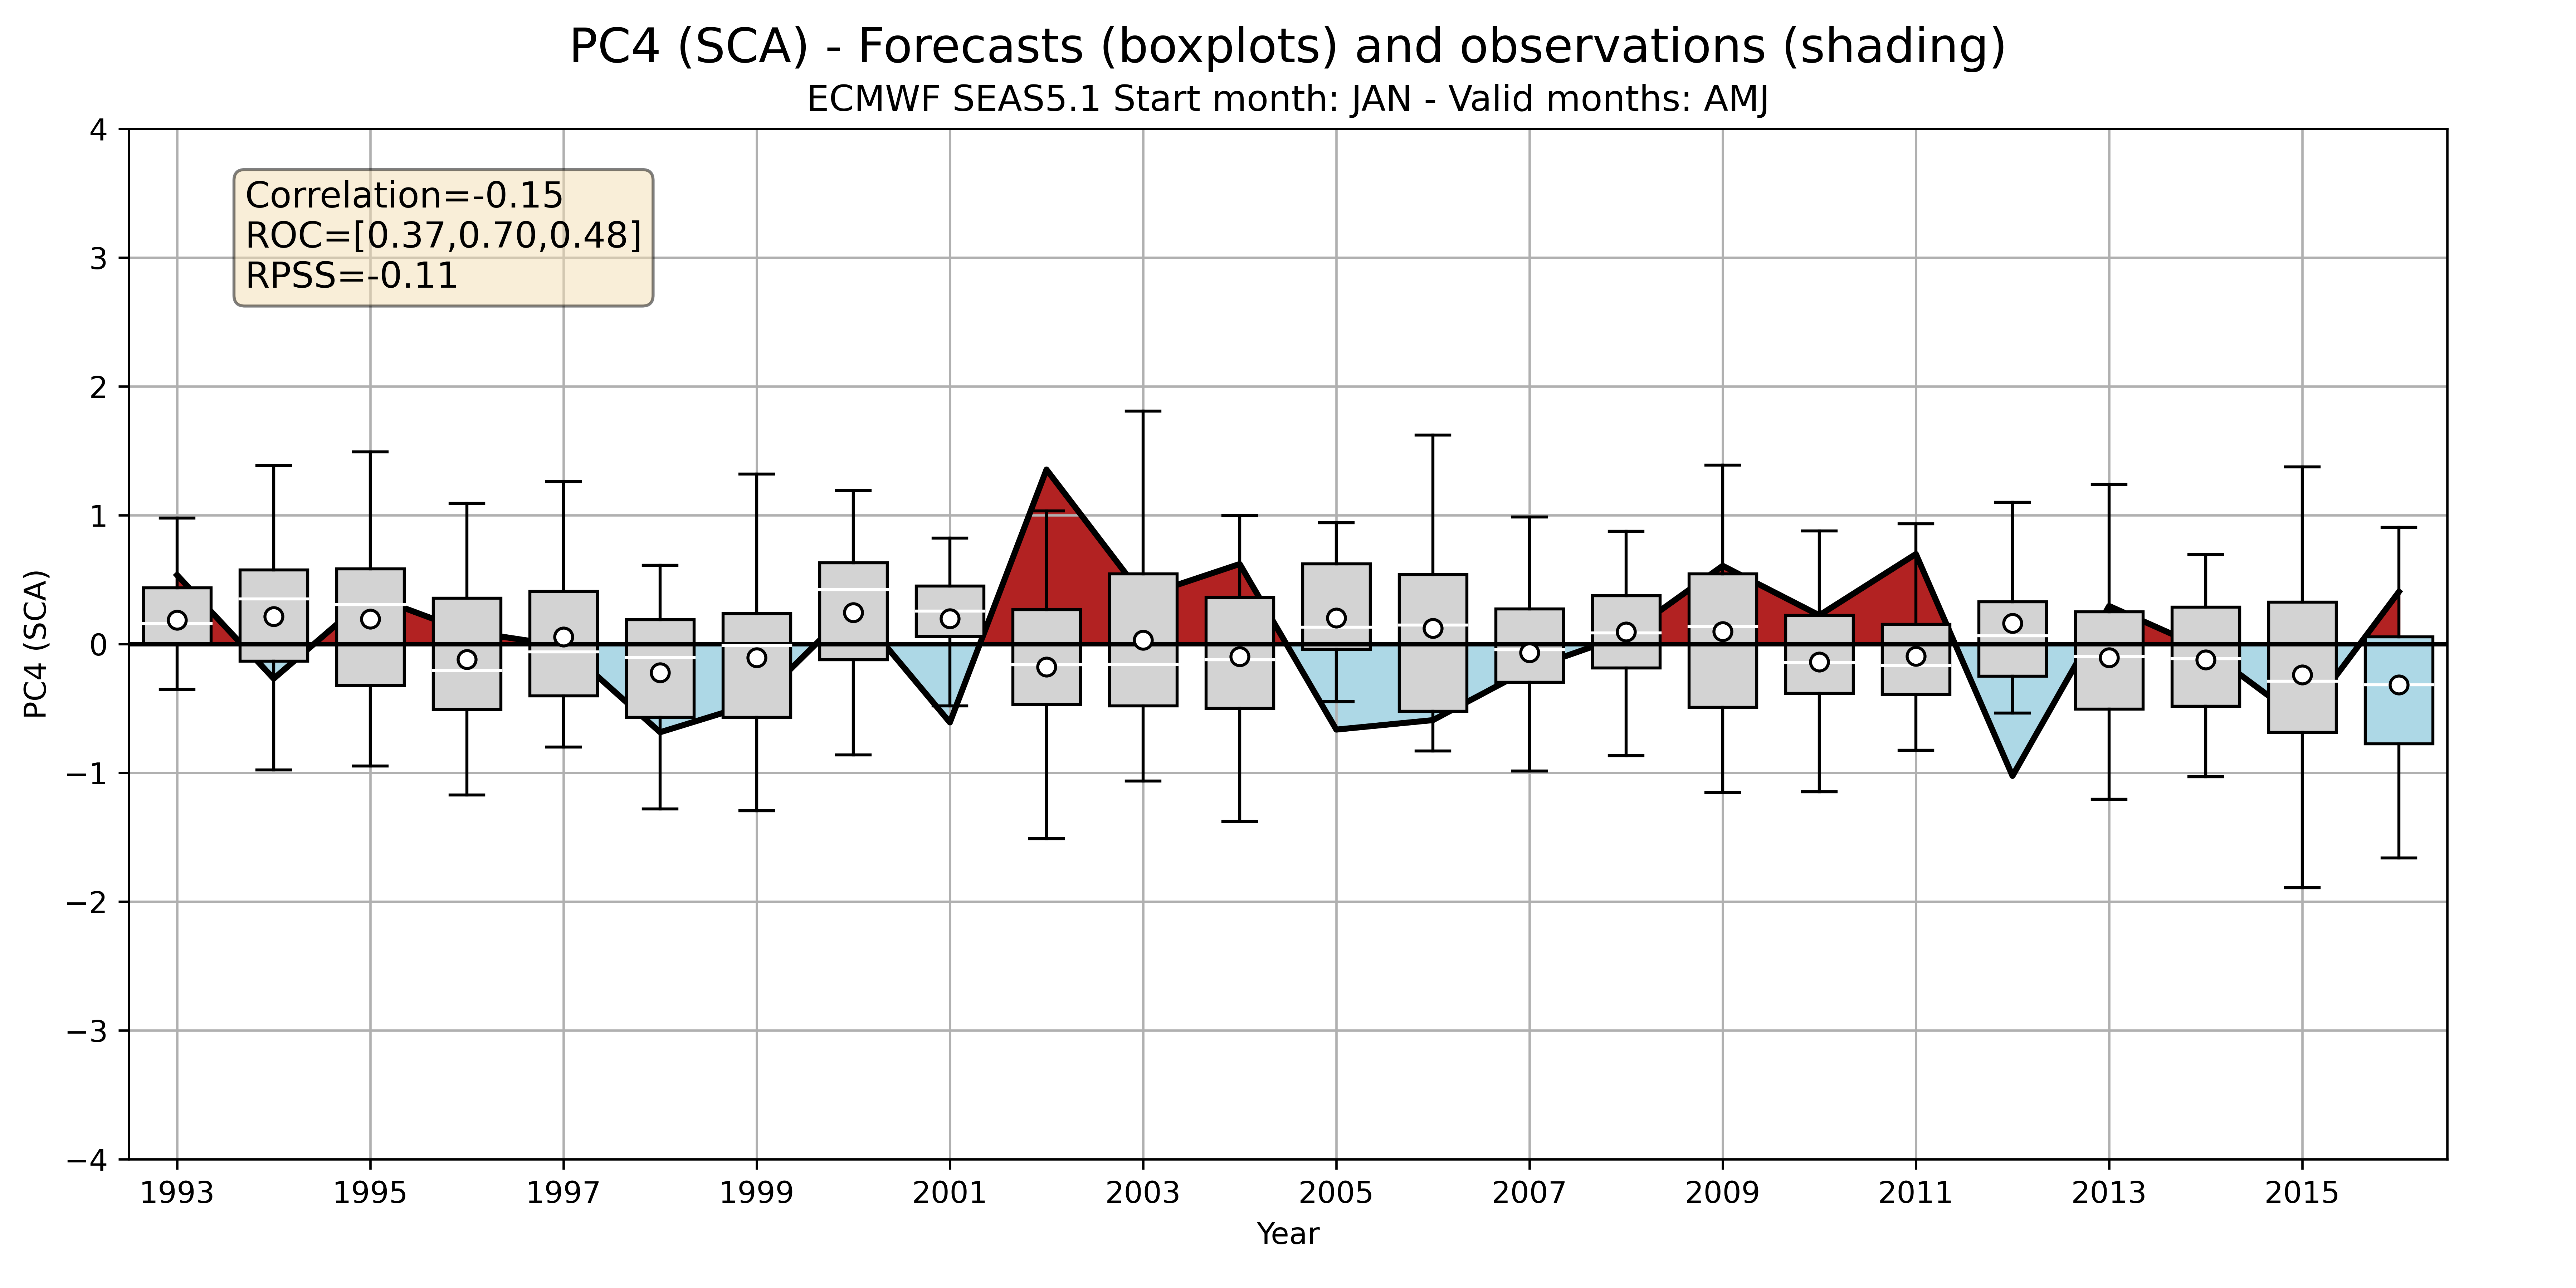 PC4 (SCA) - Forecasts (boxplots) and observations (shading)
ECMWF SEAS5.1 Start month: JAN - Valid months: AMJ
Correlation=-0.15
ROC=[0.37,0.70,0.48]
RPSS=-0.11
PC4 (SCA)
4
3
2
1
0
−1
−2
−3
−4
1993 1995 1997 1999 2001 2003 2005 2007 2009 2011 2013 2015
Year